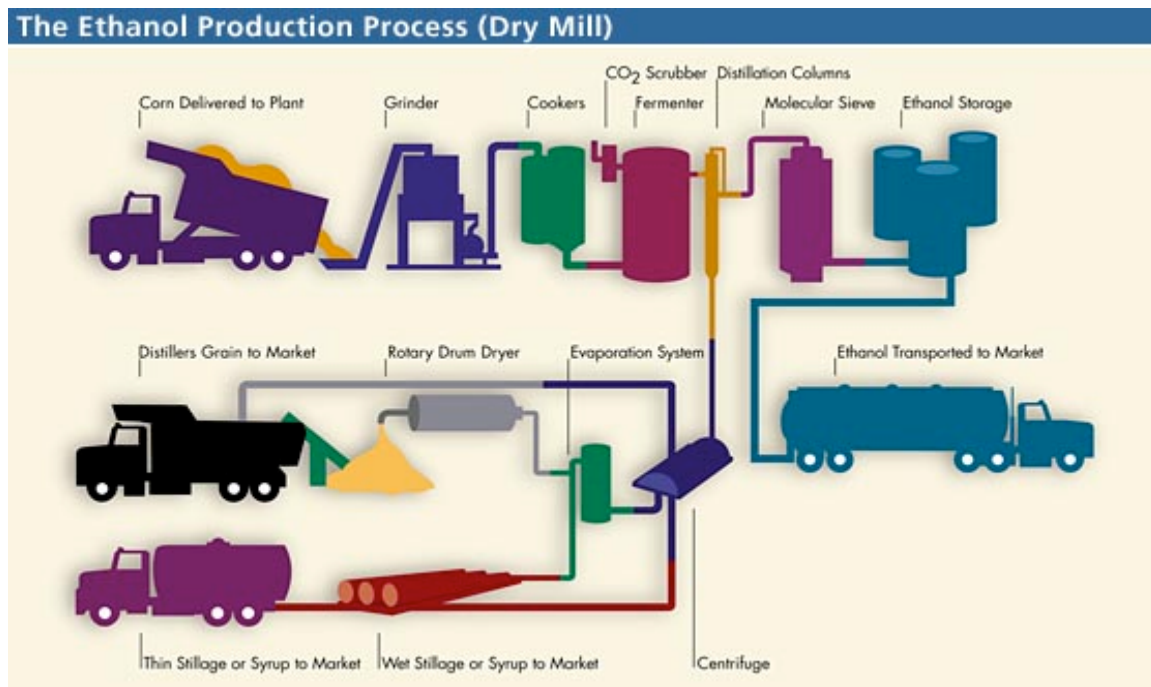 The Ethanol Production Process (Dry Mill)
CO2 Scrubber
Distillation Columns
Corn Delivered to Plant
Grinder
Cookers
Fermenter
Molecular Sieve
Ethanol Storage
Distillers Grain to Market
Rotary Drum Dryer
Evaporation System
Ethanol Transported to Market
Thin Stillage or Syrup to Market
Wet Stillage or Syrup to Market
Centrifuge